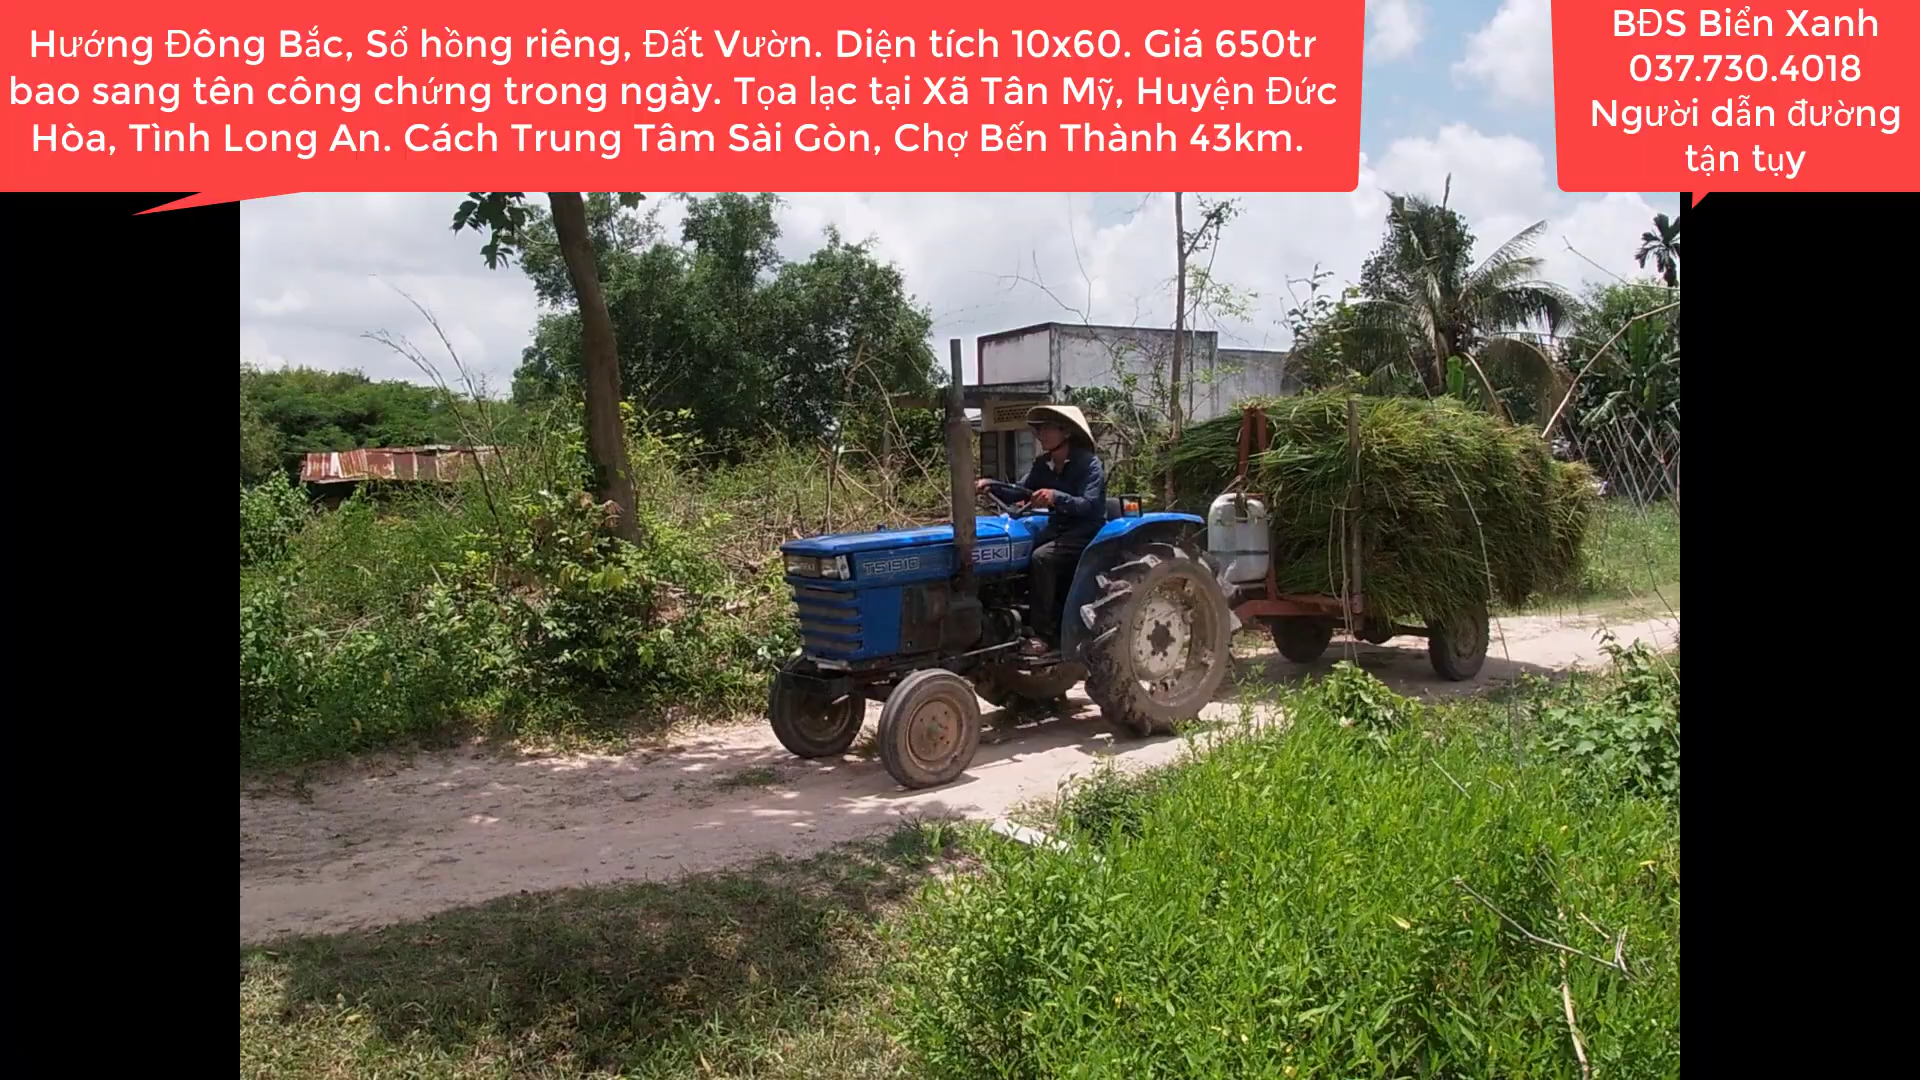 Hướng Đông Bắc, Sổ hồng riêng, Đất Vườn. Diện tích 10x60. Giá 650tr
bao sang tên công chứng trong ngày. Tọa lạc tại Xã Tân Mỹ, Huyện Đức
Hòa, Tình Long An. Cách Trung Tâm Sài Gòn, Chợ Bến Thành 43km.
BĐS Biển Xanh
037.730.4018
Người dẫn đường
tận tụy
SEKI
TS1910